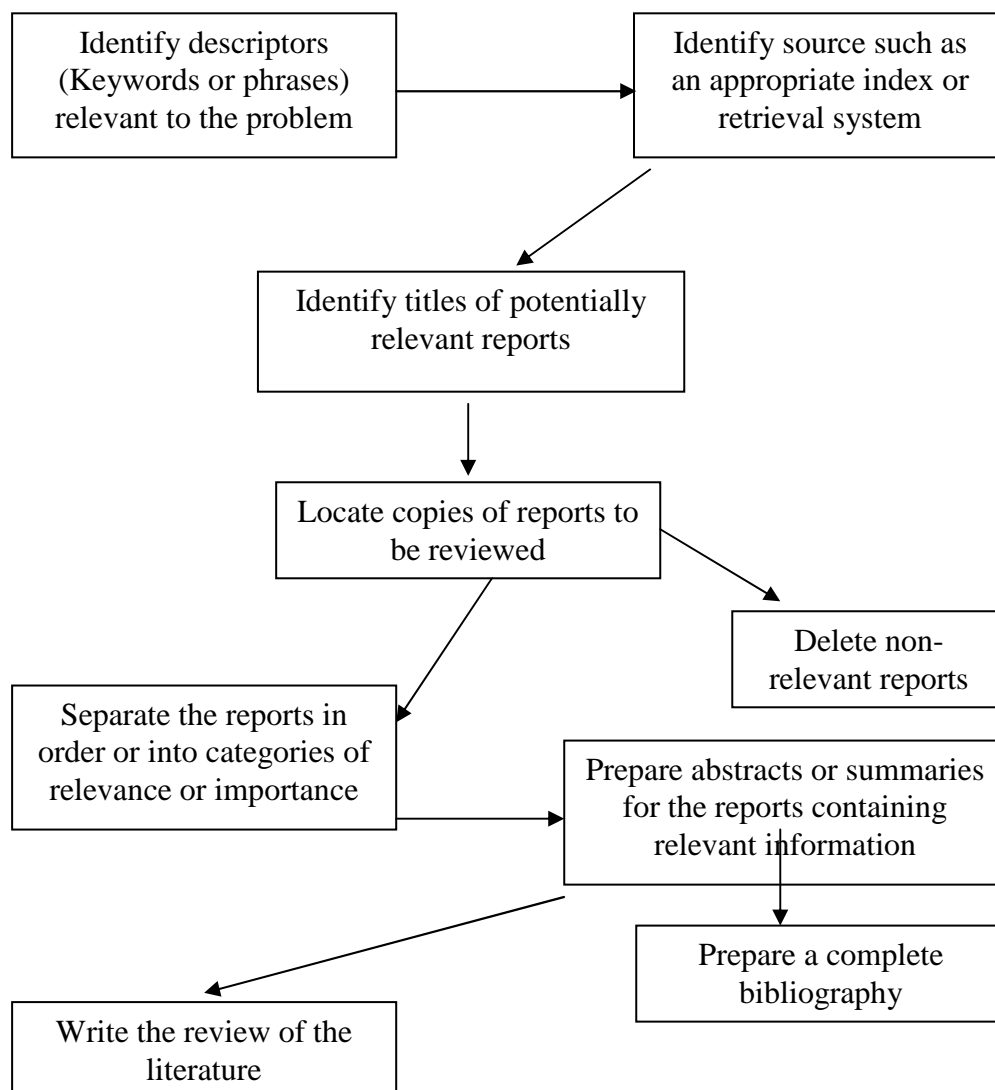 Identify descriptors
(Keywords or phrases)
relevant to the problem
Identify source such as
an appropriate index or
retrieval system
Identify titles of potentially
relevant reports
Locate copies of reports to
be reviewed
Delete non-
relevant reports
Separate the reports in
order or into categories of
relevance or importance
Prepare abstracts or summaries
for the reports containing
relevant information
Prepare a complete
bibliography
Write the review of the
literature